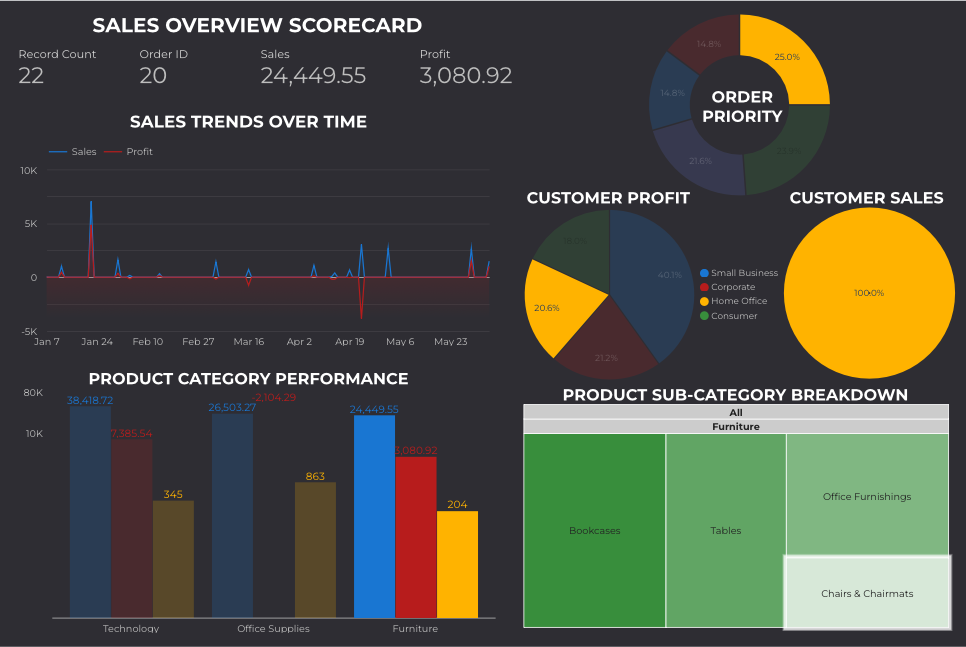 SALES OVERVIEW SCORECARD
Record Count
22
Order ID
20
Sales
24,449.55
Profit
3,080.92
SALES TRENDS OVER TIME
Sales
Profit
10K
5K
0
-5K
Jan 7
Jan 24
Feb 10
Feb 27
Mar 16
Apr 2
Apr 19
May 6
May 23
PRODUCT CATEGORY PERFORMANCE
80K
10K
38,418.72
7,385.54
345
26,503.27
-2,104.29
863
24,449.55
3,080.92
204
Technology
Office Supplies
Furniture
14.8%
25.0%
14.8%
21.6%
ORDER
PRIORITY
CUSTOMER PROFIT
40.1%
20.6%
21.2%
Small Business
Corporate
Home Office
Consumer
CUSTOMER SALES
100.0%
PRODUCT SUB-CATEGORY BREAKDOWN
All
Furniture
Bookcases
Tables
Office Furnishings
Chairs & Chairmats